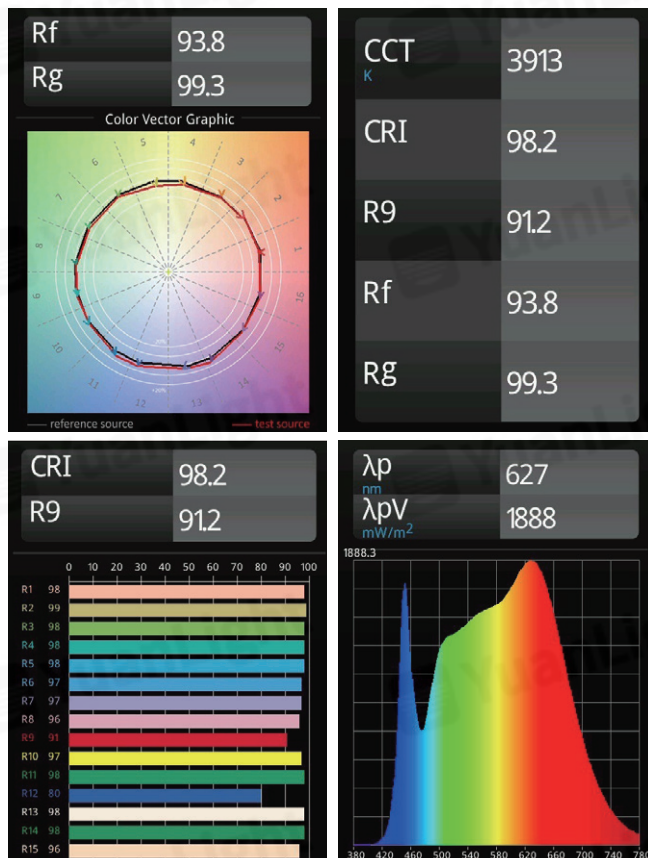 Rf 93.8
Rg 99.3
Color Vector Graphic
5 4
6 3
7 2
8 1
9 16
10 15
11 14
12 13
-20%
+20%
reference source test source
CCT 3913
K
CRI 98.2
R9 91.2
Rf 93.8
Rg 99.3
CRI 98.2
R9 91.2
0 10 20 30 40 50 60 70 80 90 100
R1 98
R2 99
R3 98
R4 98
R5 98
R6 97
R7 97
R8 96
R9 91
R10 97
R11 98
R12 80
R13 98
R14 98
R15 96
λp 627
nm
λpV 1888
mW/m²
1888.3
380 420 460 500 540 580 620 660 700 740 780
YuanLight